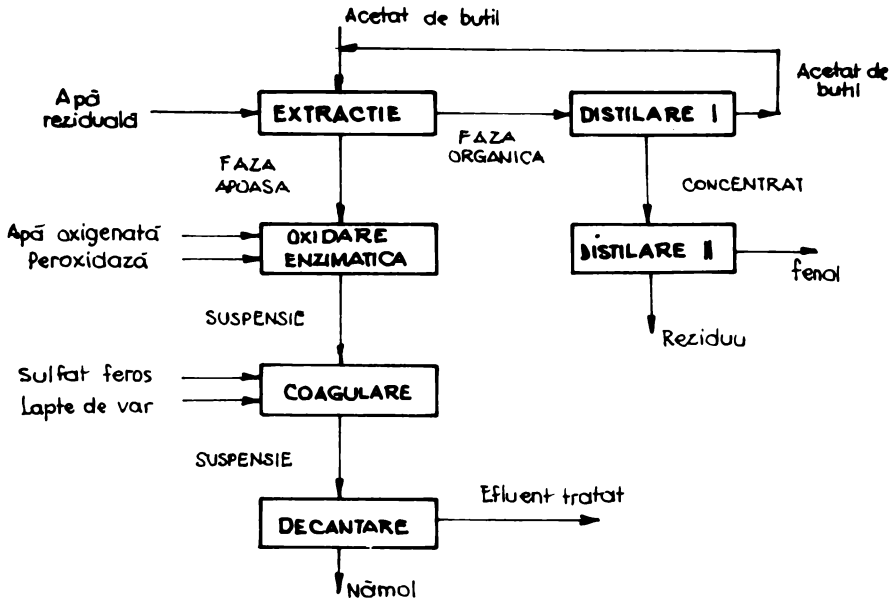 Acetat de butil
Acetat de
butil
Apă
reziduală
EXTRACTIE
DISTILARE I
FAZA
ORGANICA
FAZA
APOASA
CONCENTRAT
Apă oxigenată
Peroxidază
OXIDARE
ENZIMATICA
DISTILARE II
fenol
SUSPENSIE
Reziduu
Sulfat feros
Lapte de var
COAGULARE
SUSPENSIE
Efluent tratat
DECANTARE
Nămol